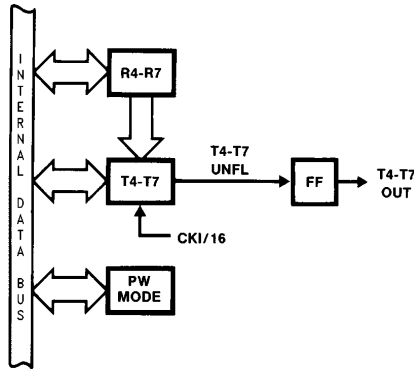 INTERNAL DATA BUS
R4-R7
T4-T7
T4-T7
UNFL
FF
T4-T7
OUT
CKI/16
PW
MODE